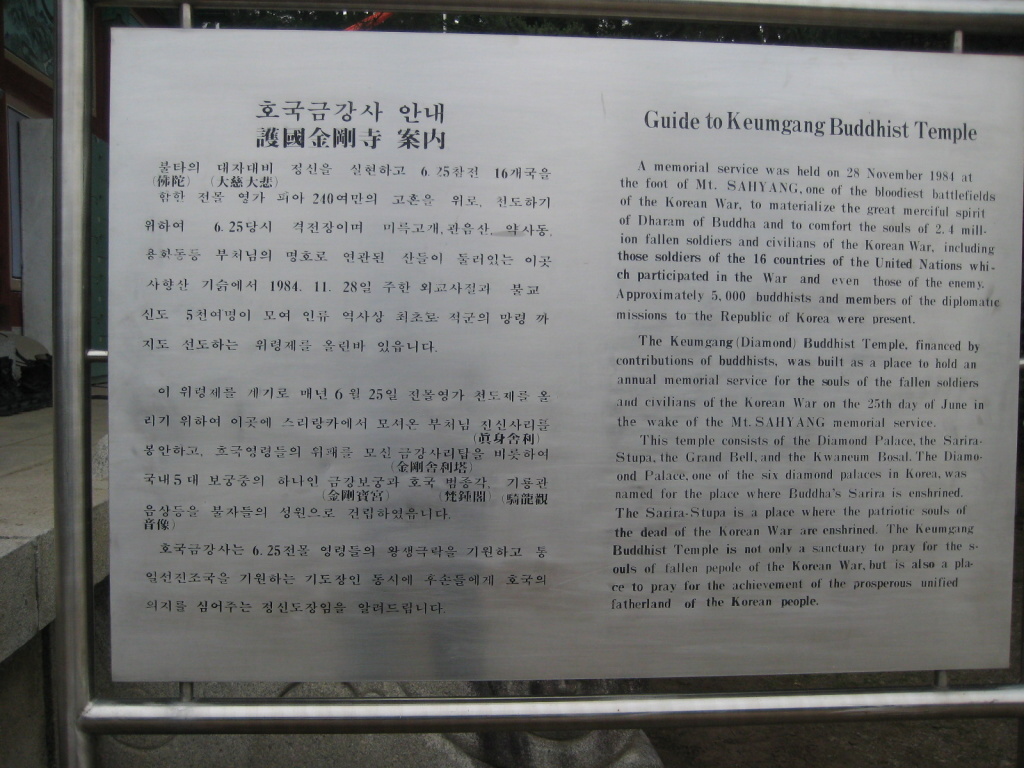 호국금강사 안내
護國金剛寺 案內
불타의 대자대비 정신을 실현하고 6.25참전 16개국을
(佛陀) (大慈大悲)
함한 전몰 영가 피아 240여만의 고혼을 위로, 천도하기
위하여 6.25당시 격전장이며 미륵고개,관음산, 약사동,
용화동등 부처님의 명호로 연관된 산들이 둘러있는 이곳
사향산 기슭에서 1984. 11. 28일 주한 외교사절과 불교
신도 5천여명이 모여 인류 역사상 최초로 적군의 망령 까
지도 선도하는 위령제를 올린바 있읍니다.
이 위령제를 계기로 매년 6월 25일 전몰영가 천도제를 올
리기 위하여 이곳에 스리랑카에서 모셔온 부처님 진신사리를
(眞身舍利)
봉안하고, 호국영령들의 위패를 모신 금강사리탑을 비롯하여
(金剛舍利塔)
국내5대 보궁중의 하나인 금강보궁과 호국 범종각, 기룡관
(金剛寶宮) (梵鍾閣) (騎龍觀
음상등을 불자들의 성원으로 건립하였읍니다.
音像)
호국금강사는 6.25전몰 영령들의 왕생극락을 기원하고 통
일선진조국을 기원하는 기도장인 동시에 후손들에게 호국의
의지를 심어주는 정신도장임을 알려드립니다.
Guide to Keumgang Buddhist Temple
A memorial service was held on 28 November 1984 at
the foot of Mt. SAHYANG, one of the bloodiest battlefields
of the Korean War, to materialize the great merciful spirit
of Dharam of Buddha and to comfort the souls of 2.4 mill-
ion fallen soldiers and civilians of the Korean War, including
those soldiers of the 16 countries of the United Nations whi-
ch participated in the War and even those of the enemy.
Approximately 5,000 buddhists and members of the diplomatic
missions to the Republic of Korea were present.
The Keumgang(Diamond) Buddhist Temple, financed by
contributions of buddhists, was built as a place to hold an
annual memorial service for the souls of the fallen soldiers
and civilians of the Korean War on the 25th day of June in
the wake of the Mt. SAHYANG memorial service.
This temple consists of the Diamond Palace, the Sarira-
Stupa, the Grand Bell, and the Kwaneum Bosal. The Diamo-
ond Palace, one of the six diamond palaces in Korea, was
named for the place where Buddha's Sarira is enshrined.
The Sarira-Stupa is a place where the patriotic souls of
the dead of the Korean War are enshrined. The Keumgang
Buddhist Temple is not only a sanctuary to pray for the s-
ouls of fallen pepole of the Korean War, but is also a pla-
ce to pray for the achievement of the prosperous unified
fatherland of the Korean people.